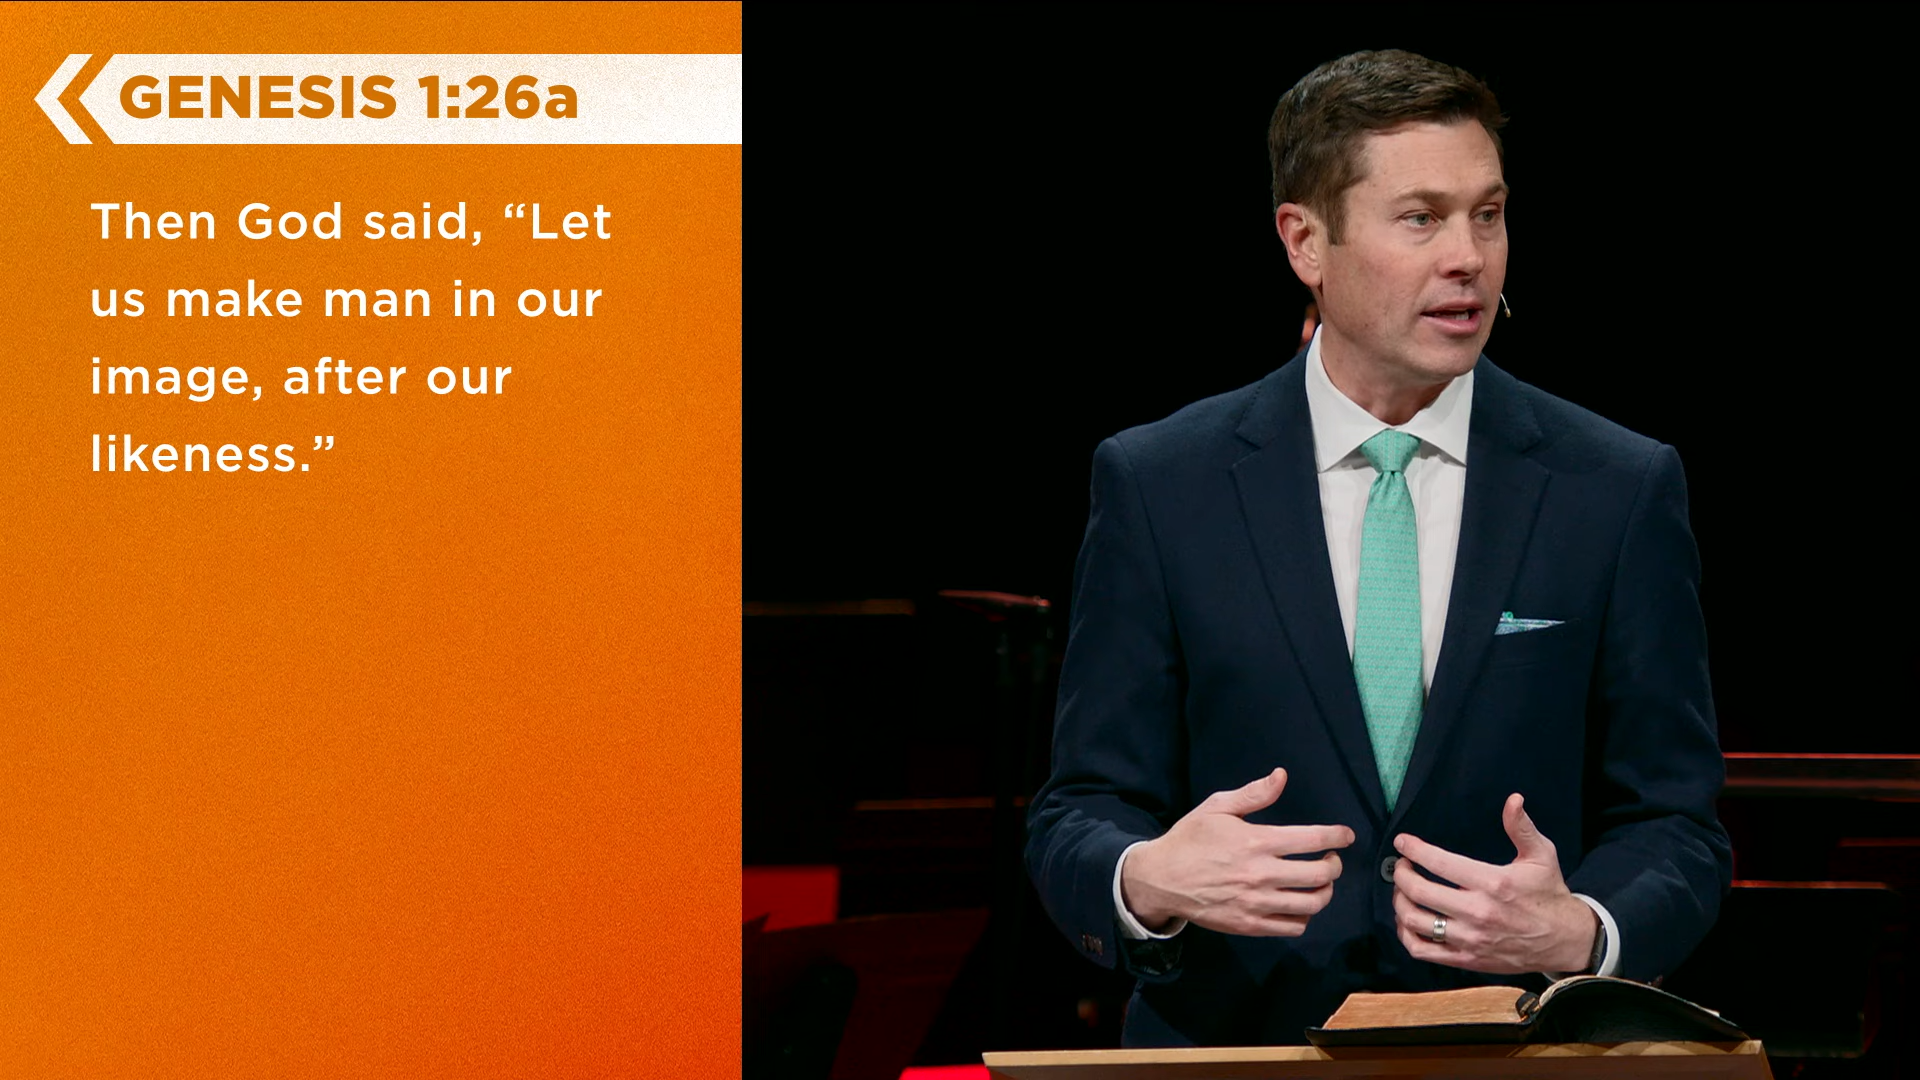 GENESIS 1:26a
Then God said, “Let
us make man in our
image, after our
likeness.”